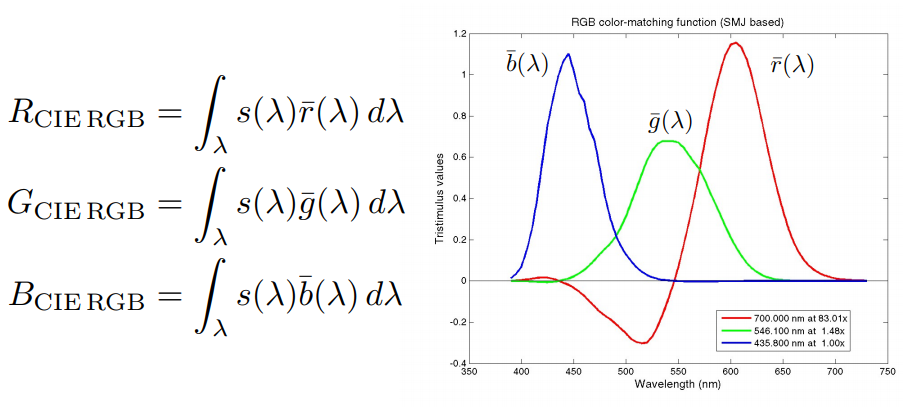 R_CIE RGB = ∫_λ s(λ)r̄(λ) dλ
G_CIE RGB = ∫_λ s(λ)ḡ(λ) dλ
B_CIE RGB = ∫_λ s(λ)b̄(λ) dλ
RGB color-matching function (SMJ based)
b̄(λ)
r̄(λ)
ḡ(λ)
Tristimulus values
1.2
1
0.8
0.6
0.4
0.2
0
-0.2
-0.4
700.000 nm at 83.01x
546.100 nm at 1.48x
435.800 nm at 1.00x
350 400 450 500 550 600 650 700 750
Wavelength (nm)